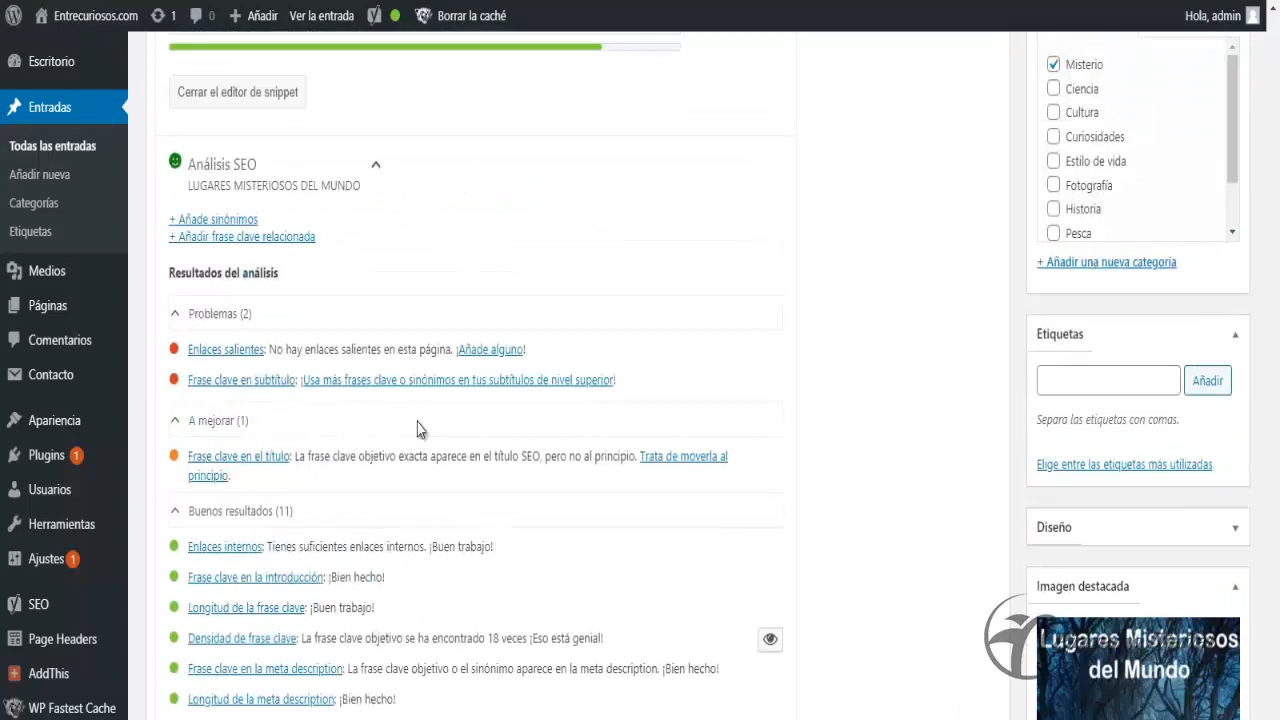 Entrecuriosos.com 1 0 Añadir Ver la entrada Borrar la caché Hola, admin
Escritorio
Entradas
Todas las entradas
Añadir nueva
Categorías
Etiquetas
Medios
Páginas
Comentarios
Contacto
Apariencia
Plugins 1
Usuarios
Herramientas
Ajustes 1
SEO
Page Headers
AddThis
WP Fastest Cache
Cerrar el editor de snippet
Análisis SEO
LUGARES MISTERIOSOS DEL MUNDO
+ Añade sinónimos
+ Añadir frase clave relacionada
Resultados del análisis
Problemas (2)
Enlaces salientes: No hay enlaces salientes en esta página. ¡Añade alguno!
Frase clave en subtítulo: ¡Usa más frases clave o sinónimos en tus subtítulos de nivel superior!
A mejorar (1)
Frase clave en el título: La frase clave objetivo exacta aparece en el título SEO, pero no al principio. Trata de moverla al
principio.
Buenos resultados (11)
Enlaces internos: Tienes suficientes enlaces internos. ¡Buen trabajo!
Frase clave en la introducción: ¡Bien hecho!
Longitud de la frase clave: ¡Buen trabajo!
Densidad de frase clave: La frase clave objetivo se ha encontrado 18 veces ¡Eso está genial!
Frase clave en la meta description: La frase clave objetivo o el sinónimo aparece en la meta description. ¡Bien hecho!
Longitud de la meta description: ¡Bien hecho!
Misterio
Ciencia
Cultura
Curiosidades
Estilo de vida
Fotografía
Historia
Pesca
+ Añadir una nueva categoría
Etiquetas
Añadir
Separa las etiquetas con comas.
Elige entre las etiquetas más utilizadas
Diseño
Imagen destacada
Lugares Misteriosos
del Mundo